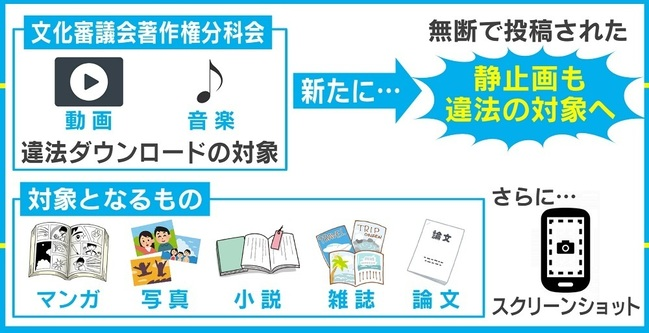 文化審議会著作権分科会
動画
音楽
違法ダウンロードの対象
新たに…
無断で投稿された
静止画も
違法の対象へ
対象となるもの
マンガ
写真
小説
TRIP
論文
雑誌
論文
さらに…
スクリーンショット